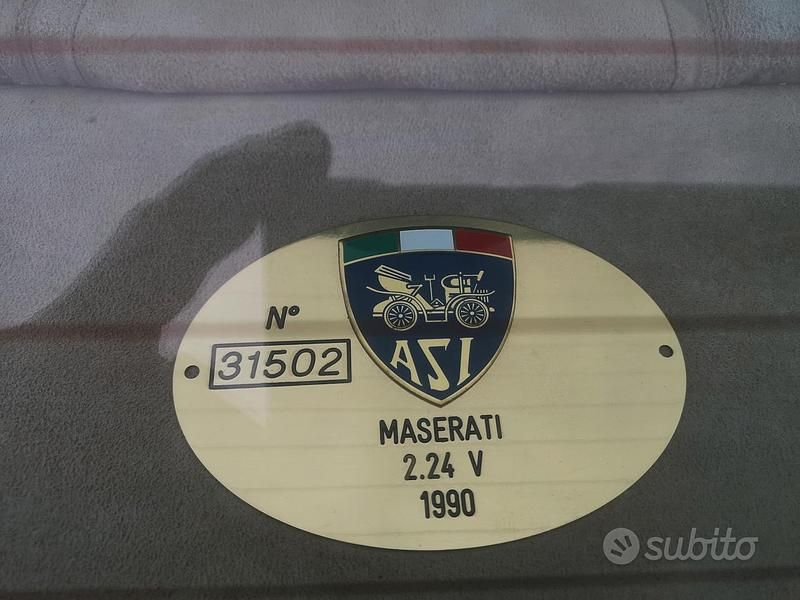 N°
31502
ASI
MASERATI
2.24 V
1990
subito